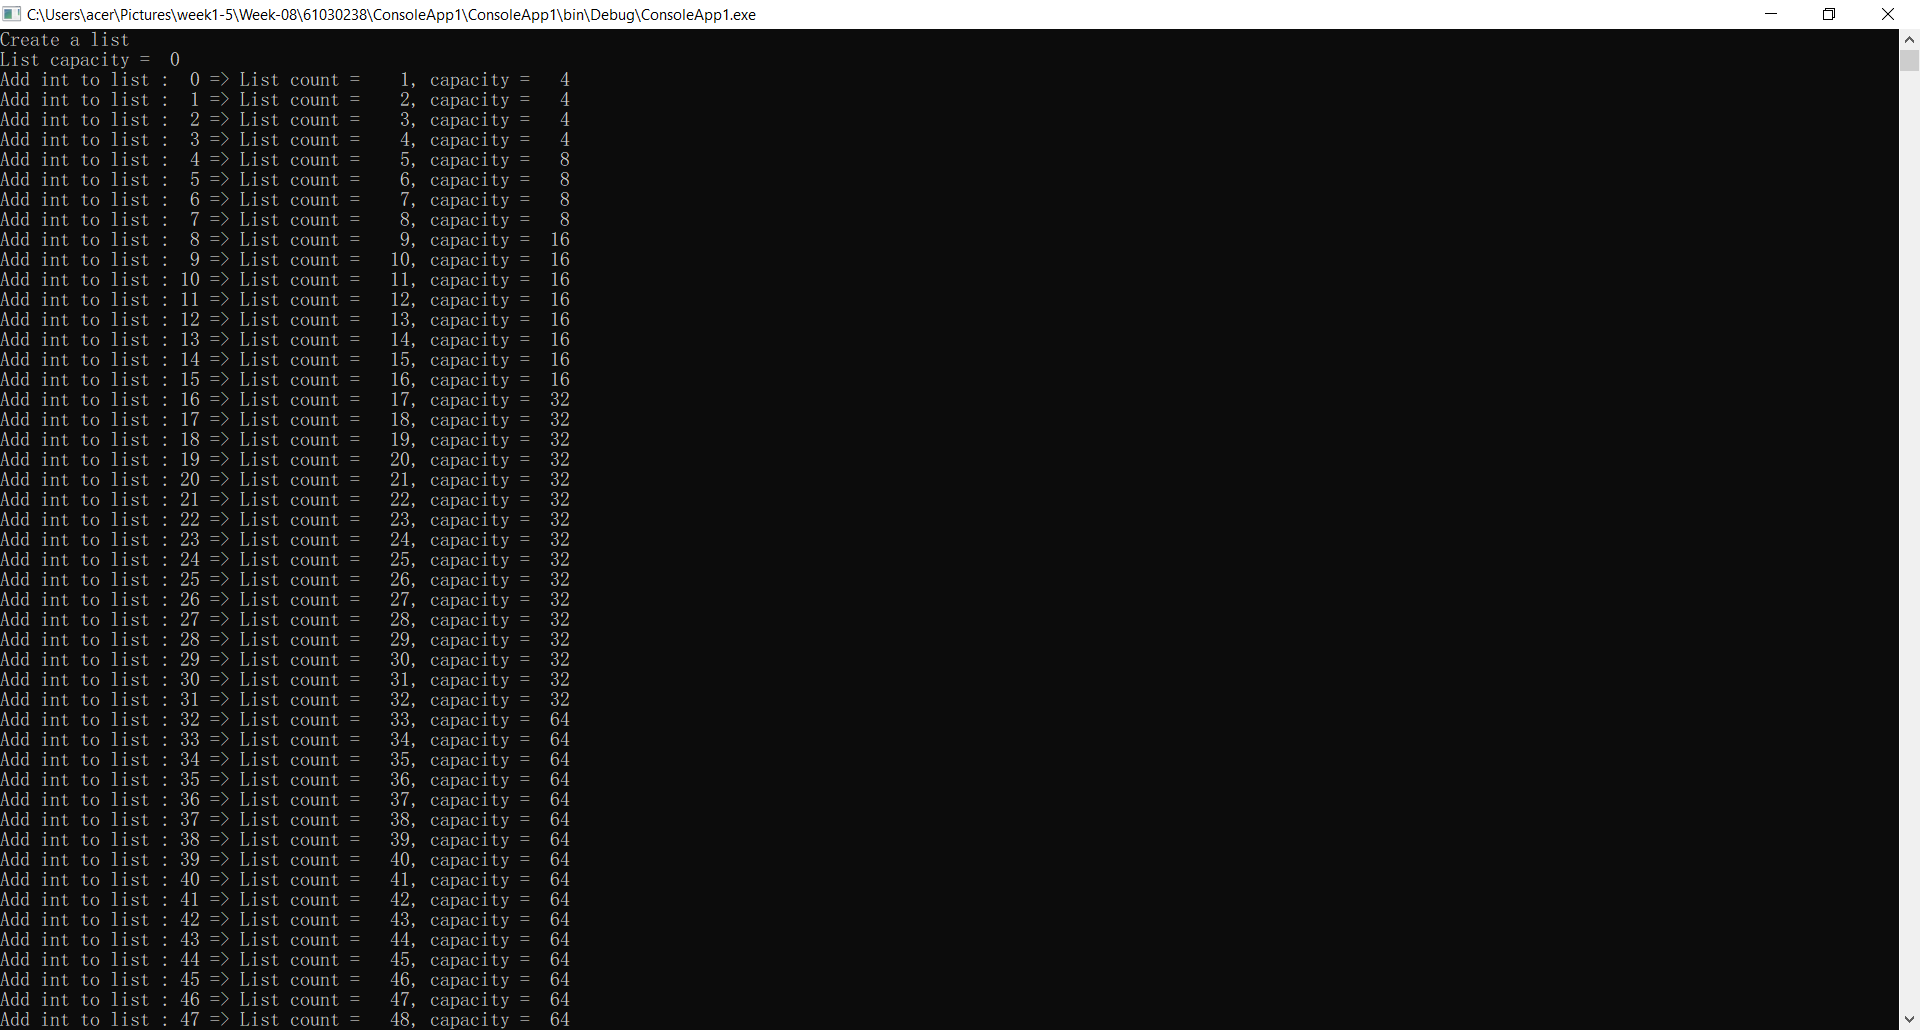 C:\Users\acer\Pictures\week1-5\Week-08\61030238\ConsoleApp1\ConsoleApp1\bin\Debug\ConsoleApp1.exe
Create a list
List capacity =  0
Add int to list :  0 => List count =    1, capacity =   4
Add int to list :  1 => List count =    2, capacity =   4
Add int to list :  2 => List count =    3, capacity =   4
Add int to list :  3 => List count =    4, capacity =   4
Add int to list :  4 => List count =    5, capacity =   8
Add int to list :  5 => List count =    6, capacity =   8
Add int to list :  6 => List count =    7, capacity =   8
Add int to list :  7 => List count =    8, capacity =   8
Add int to list :  8 => List count =    9, capacity =  16
Add int to list :  9 => List count =   10, capacity =  16
Add int to list : 10 => List count =   11, capacity =  16
Add int to list : 11 => List count =   12, capacity =  16
Add int to list : 12 => List count =   13, capacity =  16
Add int to list : 13 => List count =   14, capacity =  16
Add int to list : 14 => List count =   15, capacity =  16
Add int to list : 15 => List count =   16, capacity =  16
Add int to list : 16 => List count =   17, capacity =  32
Add int to list : 17 => List count =   18, capacity =  32
Add int to list : 18 => List count =   19, capacity =  32
Add int to list : 19 => List count =   20, capacity =  32
Add int to list : 20 => List count =   21, capacity =  32
Add int to list : 21 => List count =   22, capacity =  32
Add int to list : 22 => List count =   23, capacity =  32
Add int to list : 23 => List count =   24, capacity =  32
Add int to list : 24 => List count =   25, capacity =  32
Add int to list : 25 => List count =   26, capacity =  32
Add int to list : 26 => List count =   27, capacity =  32
Add int to list : 27 => List count =   28, capacity =  32
Add int to list : 28 => List count =   29, capacity =  32
Add int to list : 29 => List count =   30, capacity =  32
Add int to list : 30 => List count =   31, capacity =  32
Add int to list : 31 => List count =   32, capacity =  32
Add int to list : 32 => List count =   33, capacity =  64
Add int to list : 33 => List count =   34, capacity =  64
Add int to list : 34 => List count =   35, capacity =  64
Add int to list : 35 => List count =   36, capacity =  64
Add int to list : 36 => List count =   37, capacity =  64
Add int to list : 37 => List count =   38, capacity =  64
Add int to list : 38 => List count =   39, capacity =  64
Add int to list : 39 => List count =   40, capacity =  64
Add int to list : 40 => List count =   41, capacity =  64
Add int to list : 41 => List count =   42, capacity =  64
Add int to list : 42 => List count =   43, capacity =  64
Add int to list : 43 => List count =   44, capacity =  64
Add int to list : 44 => List count =   45, capacity =  64
Add int to list : 45 => List count =   46, capacity =  64
Add int to list : 46 => List count =   47, capacity =  64
Add int to list : 47 => List count =   48, capacity =  64